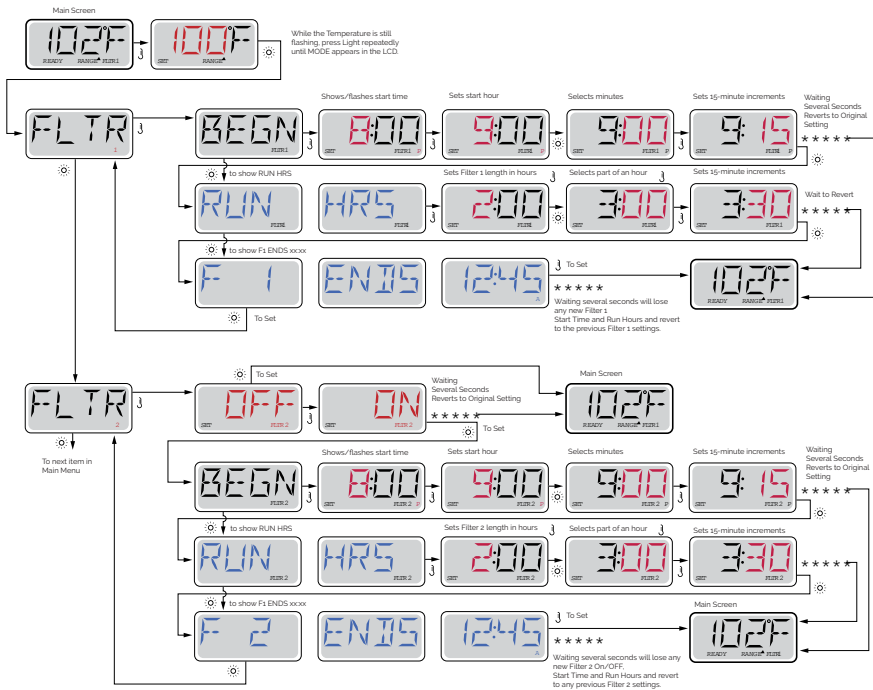 Main Screen
102°F
READY RANGE FLTR1
100°F
SET RANGE
While the Temperature is still
flashing, press Light repeatedly
until MODE appears in the LCD.
FLTR
1
BEGN
FLTR1
Shows/flashes start time
8:00
SET FLTR1 P
Sets start hour
9:00
SET FLTR1 P
Selects minutes
9:00
SET FLTR1 P
Sets 15-minute increments
9:15
SET FLTR1 P
Waiting
Several Seconds
Reverts to Original
Setting
*****
to show RUN HRS
RUN
FLTR1
HRS
FLTR1
Sets Filter 1 length in hours
2:00
SET FLTR1
Selects part of an hour
3:00
SET FLTR1
Sets 15-minute increments
3:30
SET FLTR1
Wait to Revert
*****
to show F1 ENDS xx:xx
F 1
ENDS
12:45
A
To Set
*****
Waiting several seconds will lose
any new Filter 1
Start Time and Run Hours and revert
to the previous Filter 1 settings.
102°F
READY RANGE FLTR1
To Set
FLTR
2
To next item in
Main Menu
To Set
OFF
SET FLTR2
ON
FLTR2
Waiting
Several Seconds
Reverts to Original Setting
*****
To Set
Main Screen
102°F
READY RANGE FLTR1
BEGN
FLTR2
Shows/flashes start time
8:00
SET FLTR2 P
Sets start hour
9:00
SET FLTR2 P
Selects minutes
9:00
SET FLTR2 P
Sets 15-minute increments
9:15
SET FLTR2 P
Waiting
Several Seconds
Reverts to Original
Setting
*****
to show RUN HRS
RUN
FLTR2
HRS
FLTR2
Sets Filter 2 length in hours
2:00
SET FLTR2
Selects part of an hour
3:00
SET FLTR2
Sets 15-minute increments
3:30
SET FLTR2
*****
to show F1 ENDS xx:xx
F 2
ENDS
12:45
A
To Set
*****
Waiting several seconds will lose any
new Filter 2 On/OFF,
Start Time and Run Hours and revert
to any previous Filter 2 settings.
Main Screen
102°F
READY RANGE FLTR1